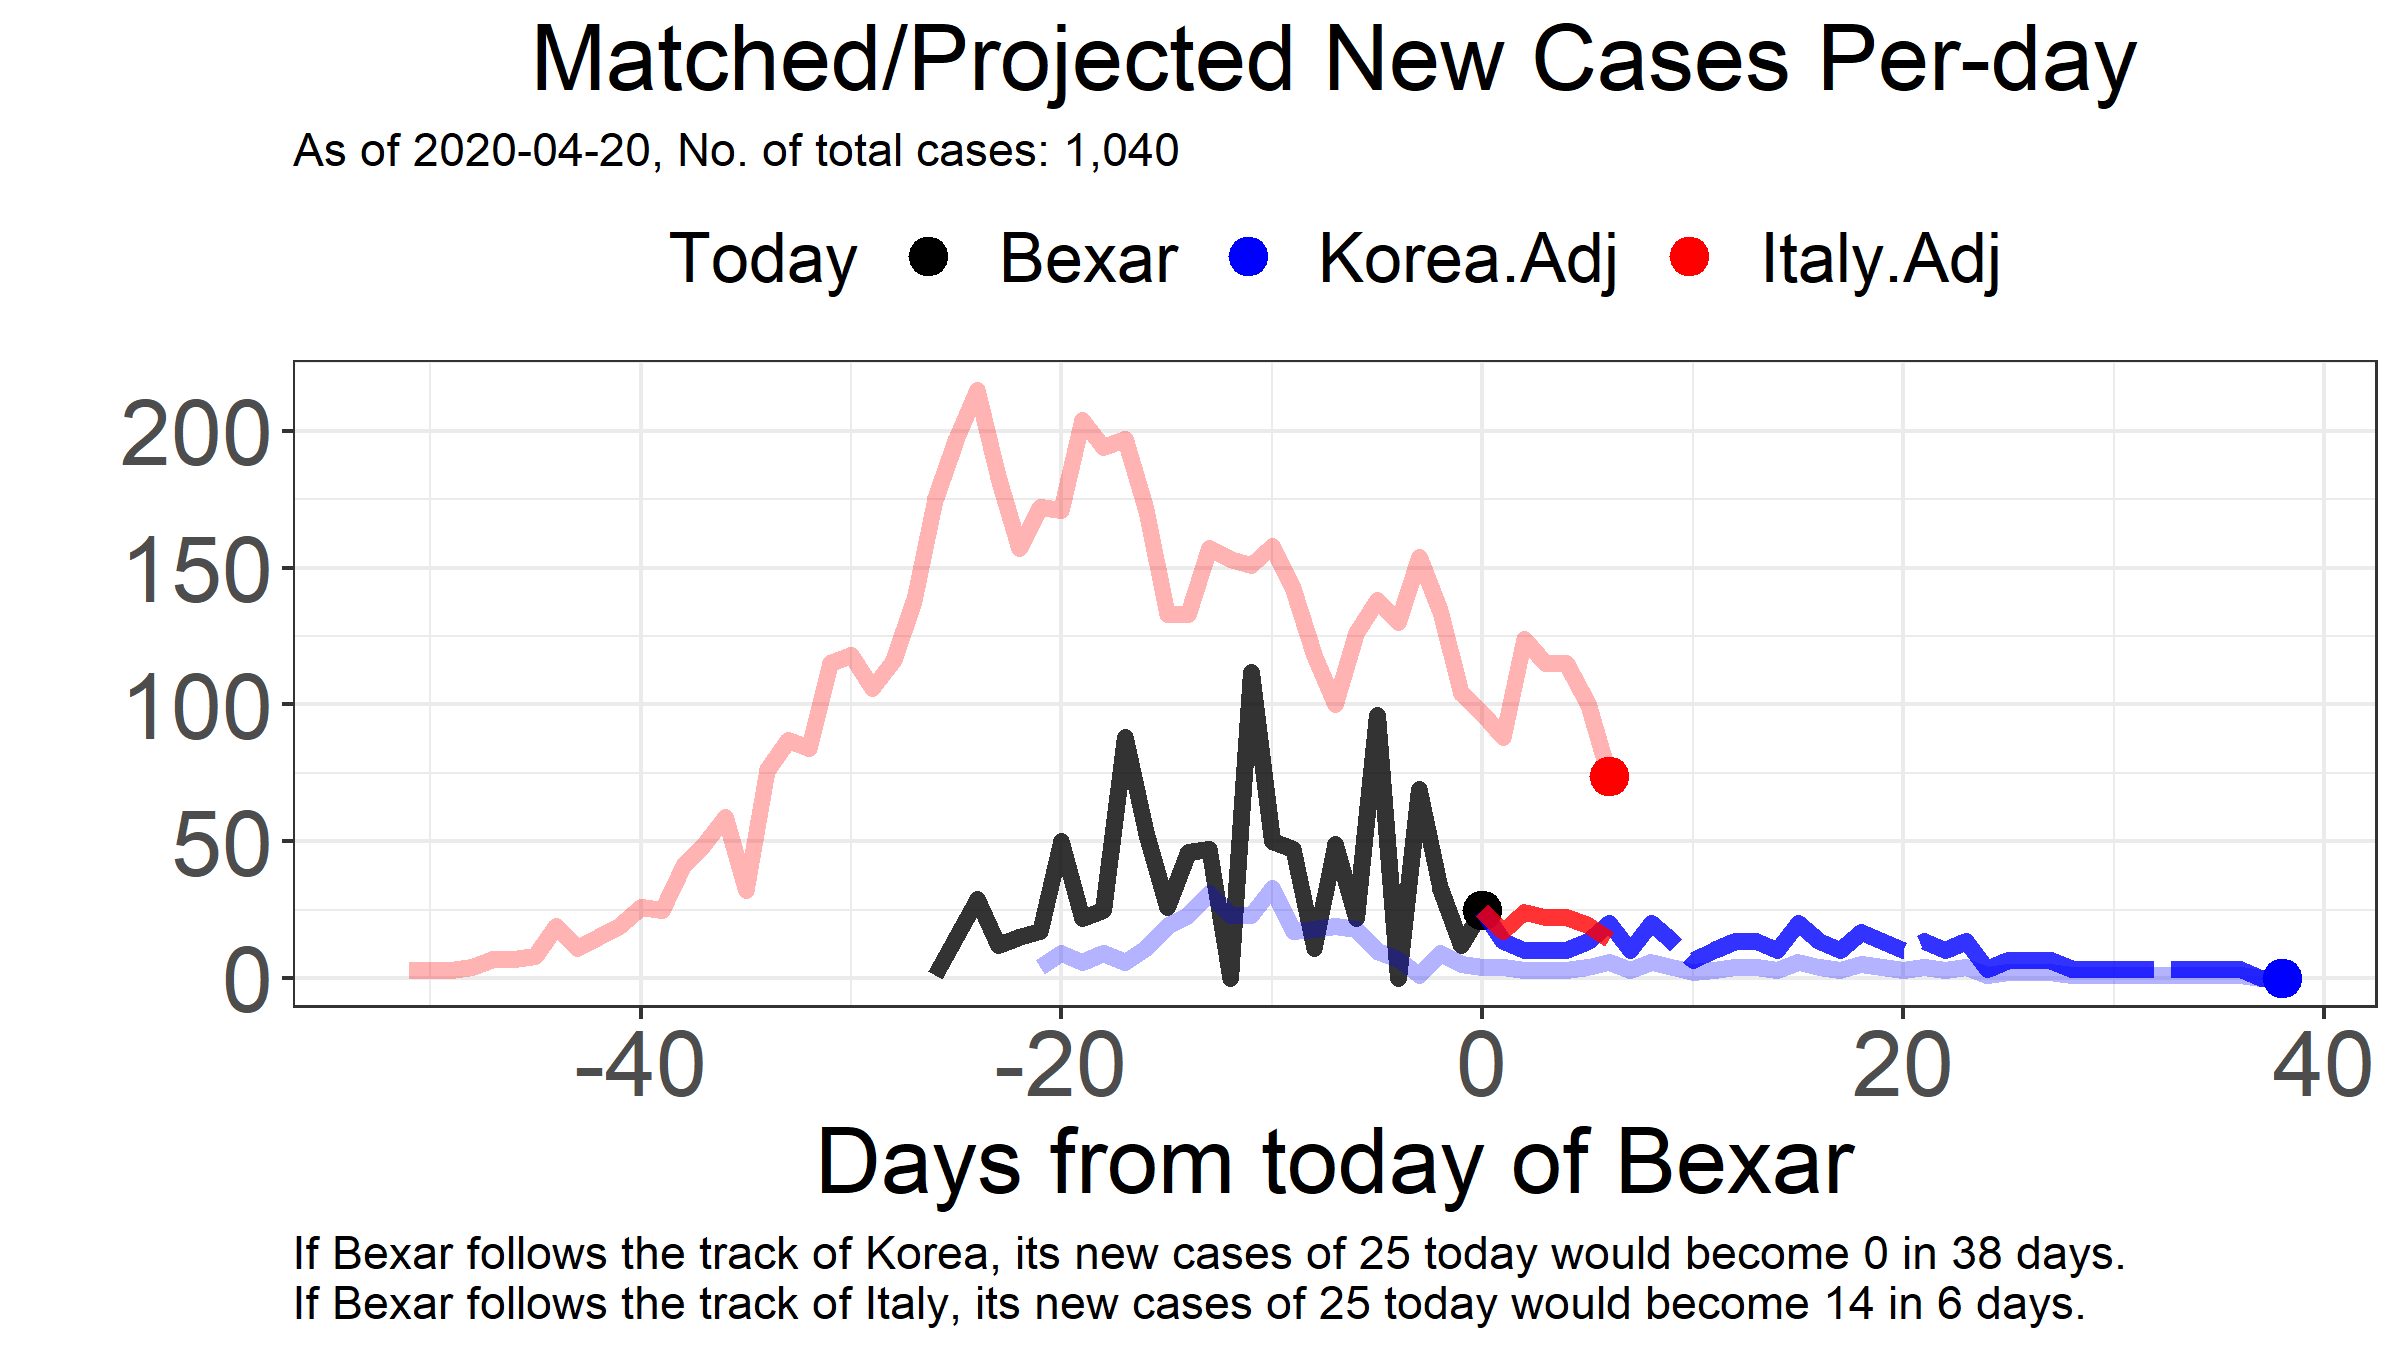 Matched/Projected New Cases Per-day
As of 2020-04-20, No. of total cases: 1,040
Today Bexar Korea.Adj Italy.Adj
200
150
100
50
0
-40 -20 0 20 40
Days from today of Bexar
If Bexar follows the track of Korea, its new cases of 25 today would become 0 in 38 days.
If Bexar follows the track of Italy, its new cases of 25 today would become 14 in 6 days.